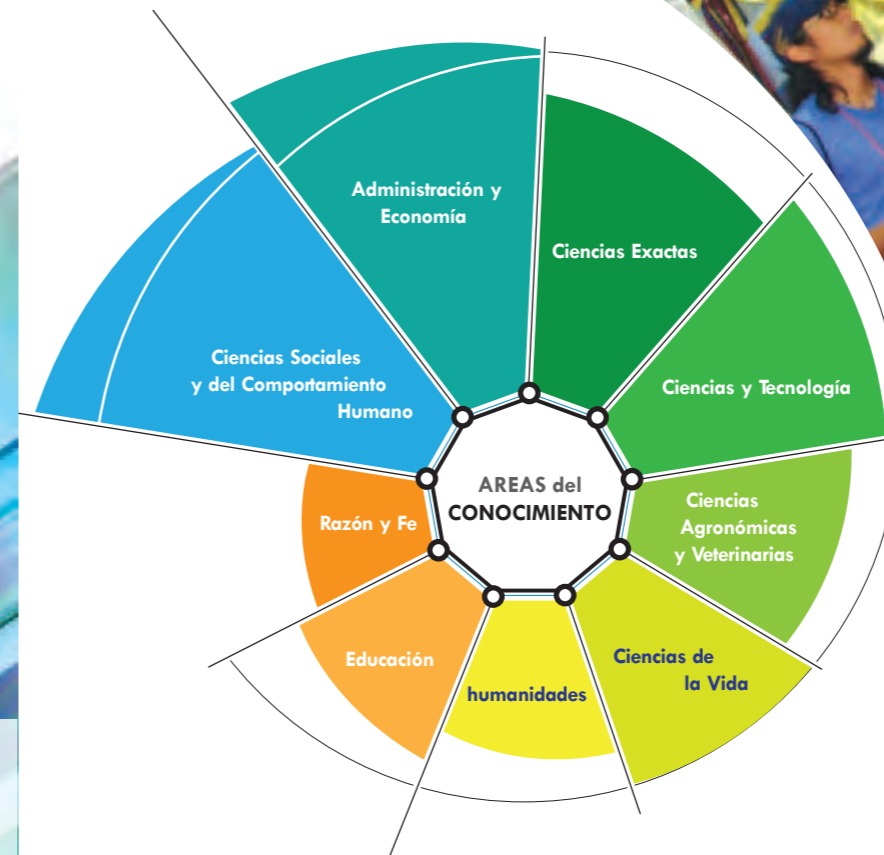 Administración y
Economía
Ciencias Exactas
Ciencias Sociales
y del Comportamiento
Humano
Ciencias y Tecnología
AREAS del
CONOCIMIENTO
Ciencias
Agronómicas
y Veterinarias
Razón y Fe
Educación
humanidades
Ciencias de
la Vida